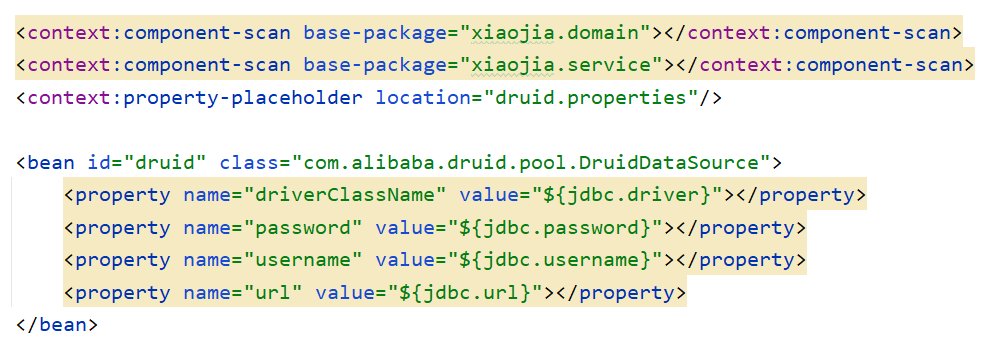 <context:component-scan base-package="xiaojia.domain"></context:component-scan>
<context:component-scan base-package="xiaojia.service"></context:component-scan>
<context:property-placeholder location="druid.properties"/>
<bean id="druid" class="com.alibaba.druid.pool.DruidDataSource">
<property name="driverClassName" value="${jdbc.driver}"></property>
<property name="password" value="${jdbc.password}"></property>
<property name="username" value="${jdbc.username}"></property>
<property name="url" value="${jdbc.url}"></property>
</bean>